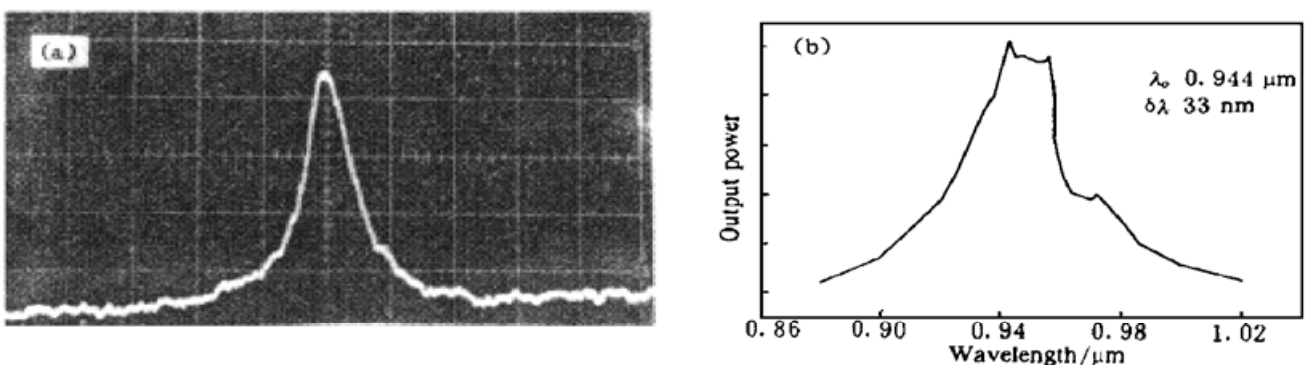 (a)
(b)
λ₀ 0.944 μm
δλ 33 nm
Output power
0.86 0.90 0.94 0.98 1.02
Wavelength/μm